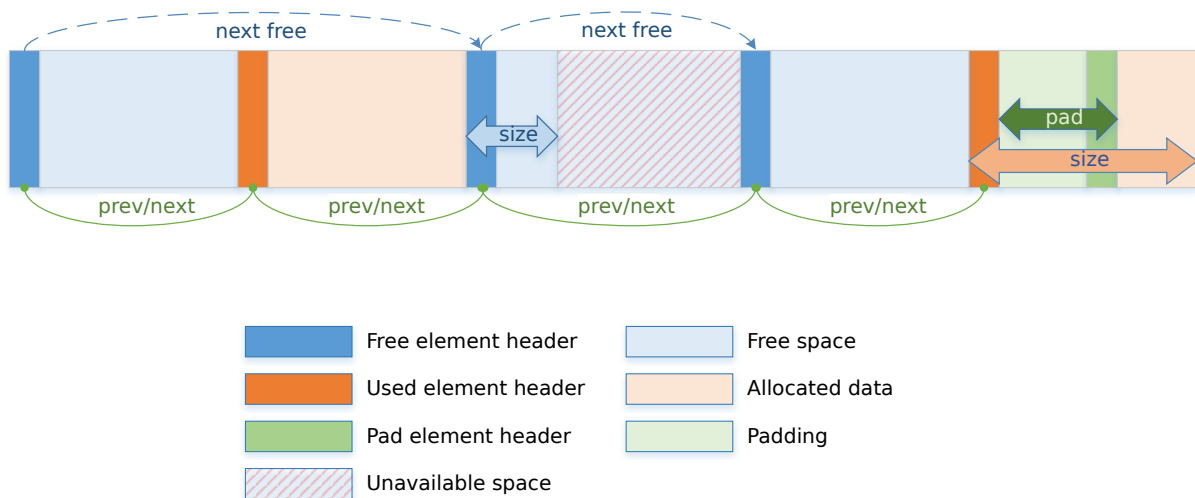 next free
next free
size
pad
size
prev/next
prev/next
prev/next
prev/next
Free element header
Free space
Used element header
Allocated data
Pad element header
Padding
Unavailable space